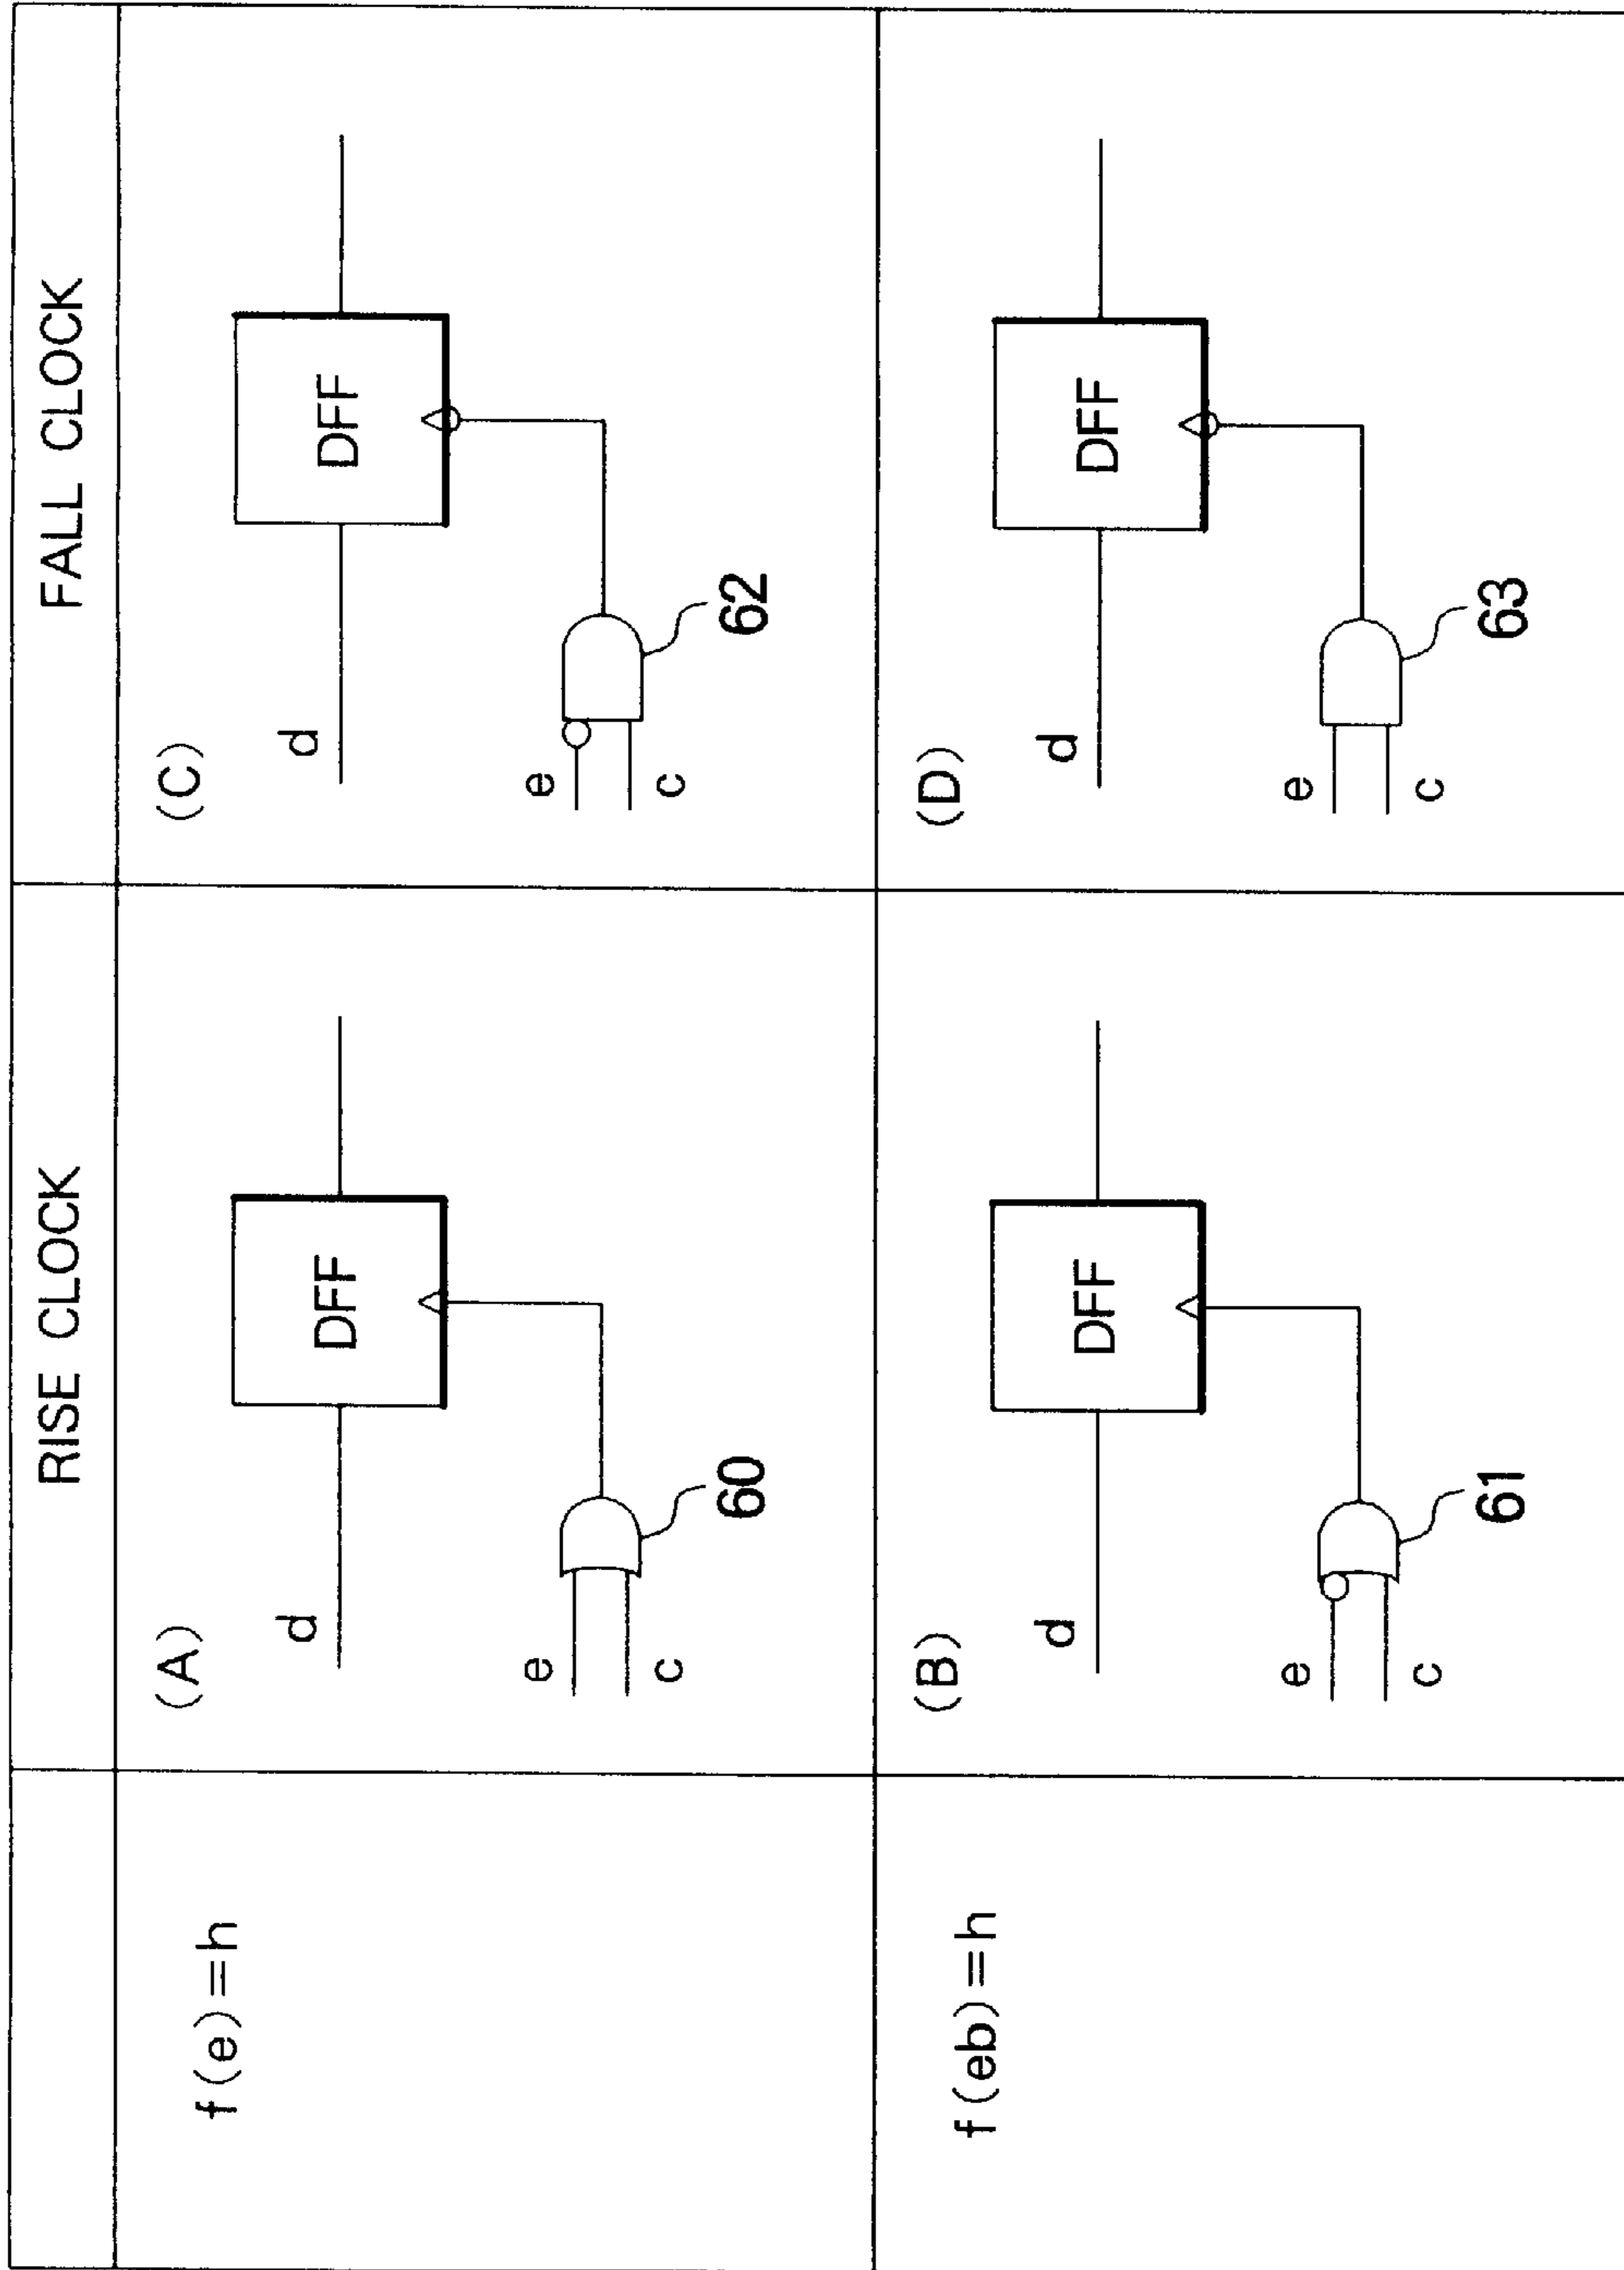 RISE CLOCK
FALL CLOCK
f(e)=h
(A)
d
DFF
e
c
60
(C)
d
DFF
e
c
62
f(eb)=h
(B)
d
DFF
e
c
61
(D)
d
DFF
e
c
63